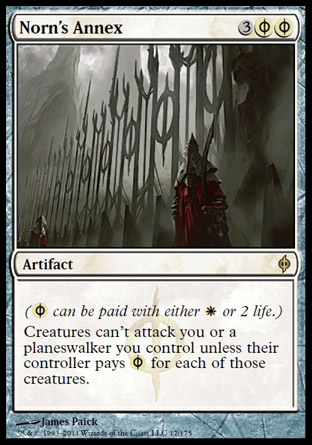 Norn's Annex 3
Artifact
( can be paid with either or 2 life.)
Creatures can't attack you or a
planeswalker you control unless their
controller pays for each of those
creatures.
James Paick
™ & © 1993–2011 Wizards of the Coast LLC 17/175